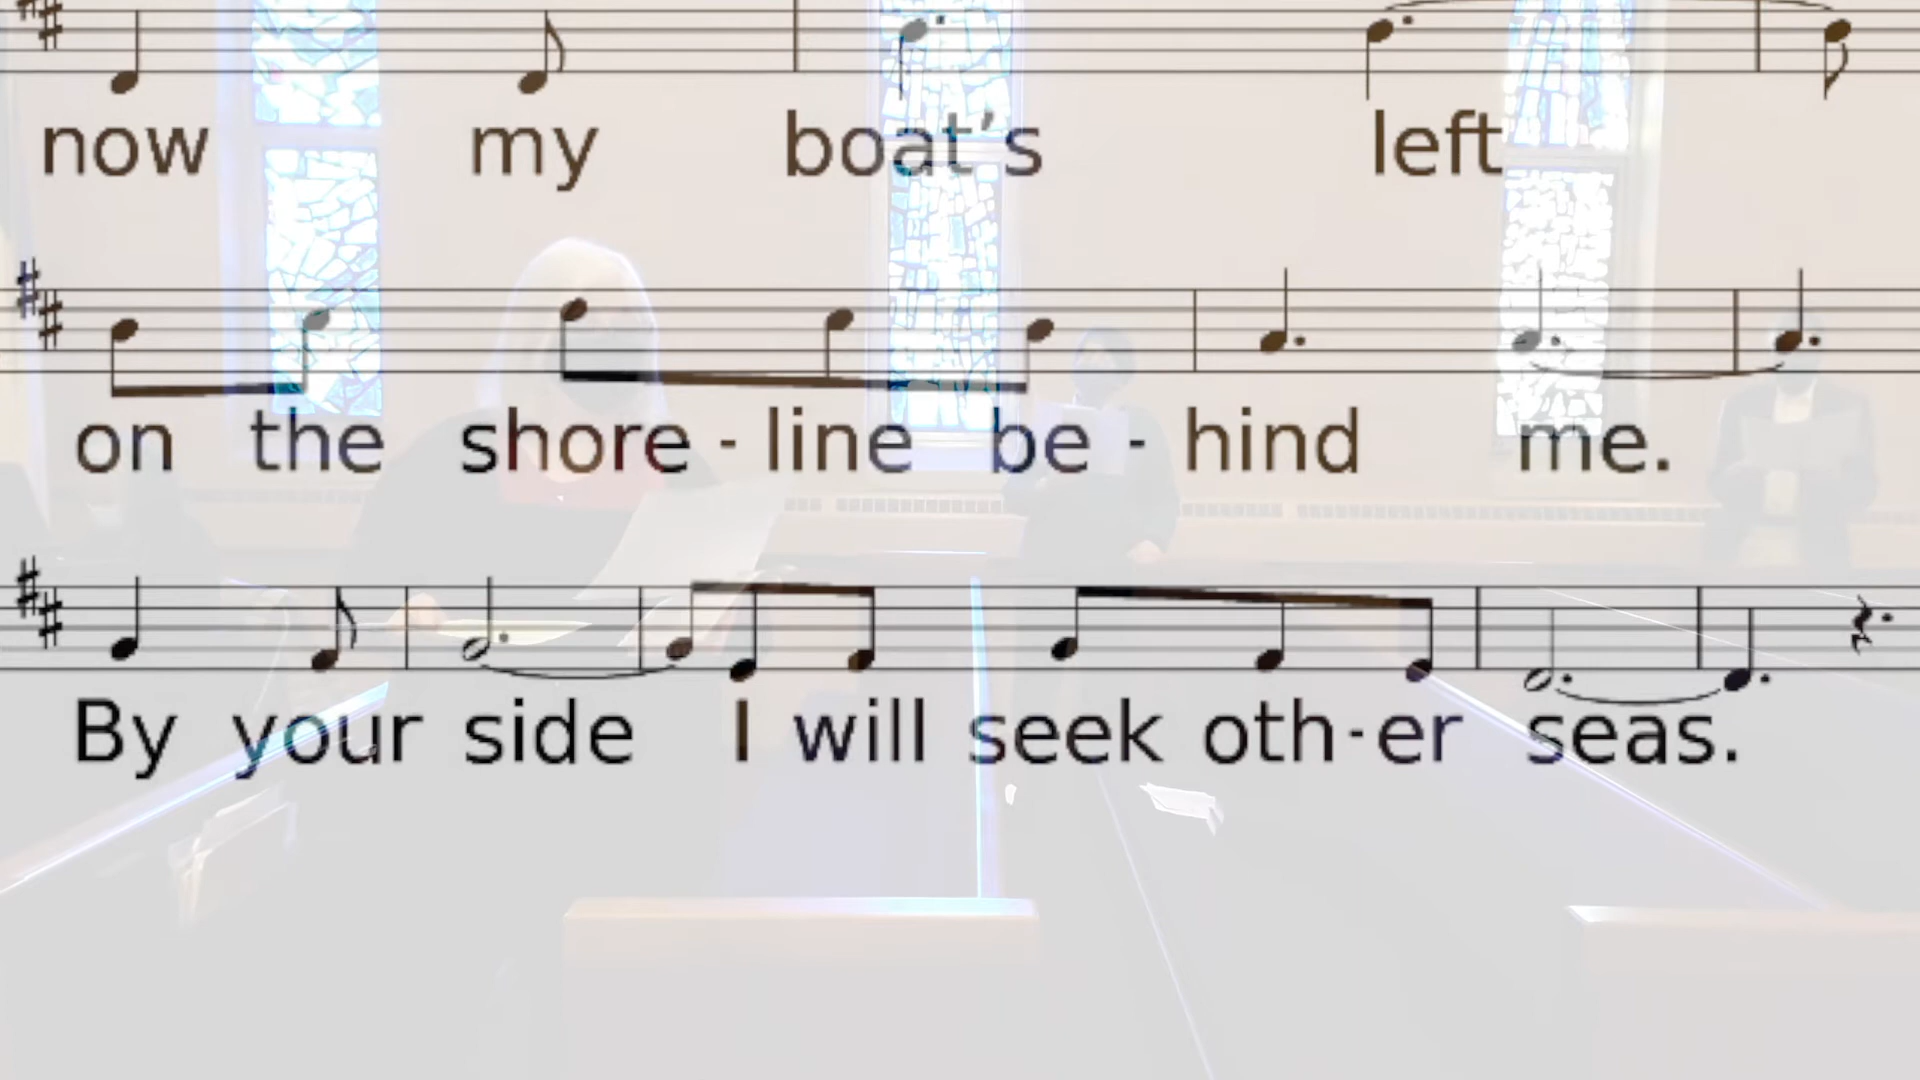 now my boat's left
on the shore - line be - hind me.
By your side I will seek oth - er seas.